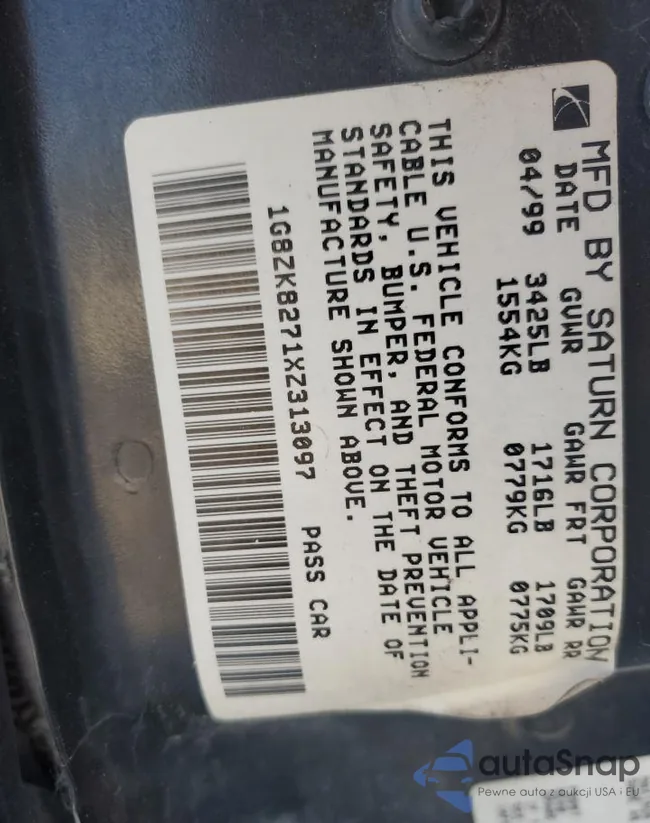 MFD BY SATURN CORPORATION
DATE GVWR GAWR FRT GAWR RR
04/99 3425LB 1716LB 1709LB
1554KG 0779KG 0775KG
THIS VEHICLE CONFORMS TO ALL APPLI-
CABLE U.S. FEDERAL MOTOR VEHICLE
SAFETY, BUMPER, AND THEFT PREVENTION
STANDARDS IN EFFECT ON THE DATE OF
MANUFACTURE SHOWN ABOVE.
1G8ZK8271XZ313097 PASS CAR
autaSnap
Pewne auto z aukcji USA i EU